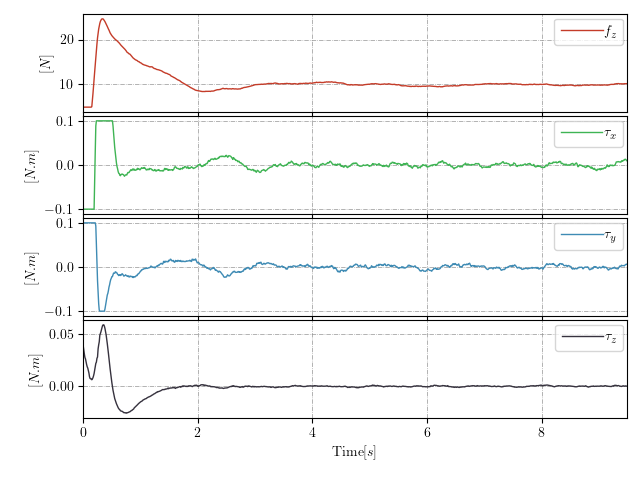 f_z
[N]
20
10
τ_x
[N.m]
0.1
0.0
−0.1
τ_y
[N.m]
0.1
0.0
−0.1
τ_z
[N.m]
0.05
0.00
0 2 4 6 8
Time[s]